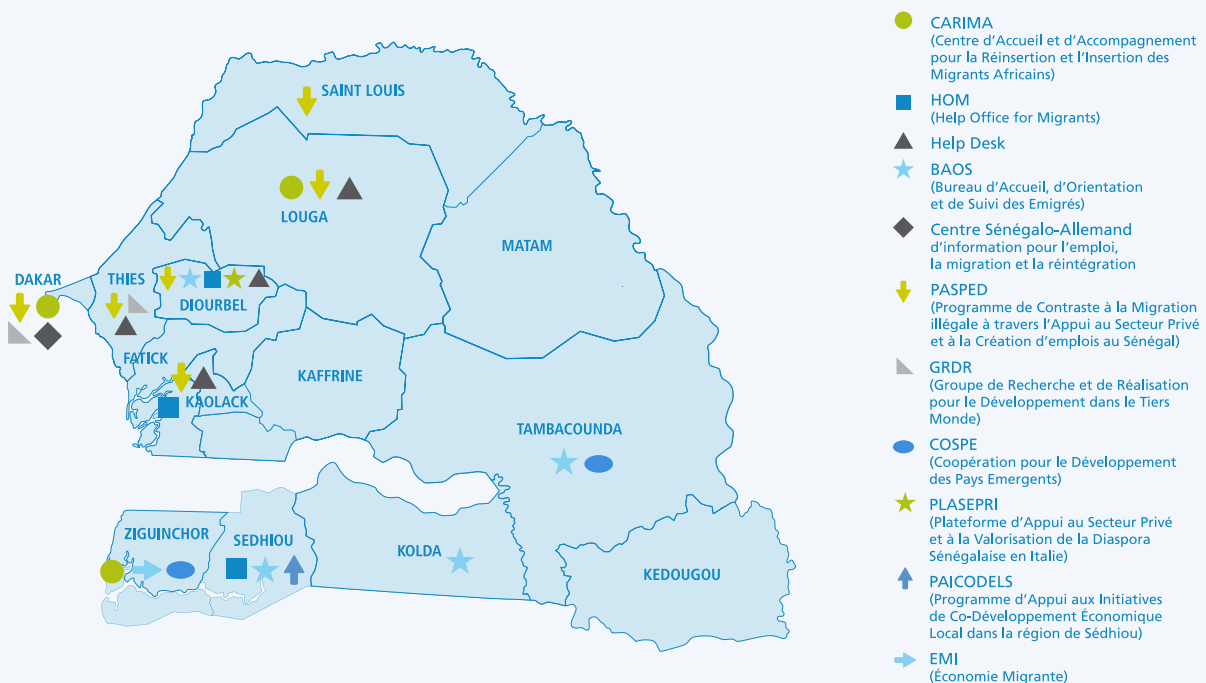 SAINT LOUIS
LOUGA
MATAM
DAKAR
THIES
DIOURBEL
FATICK
KAOLACK
KAFFRINE
TAMBACOUNDA
ZIGUINCHOR
SEDHIOU
KOLDA
KEDOUGOU
CARIMA
(Centre d'Accueil et d'Accompagnement
pour la Réinsertion et l'Insertion des
Migrants Africains)
HOM
(Help Office for Migrants)
Help Desk
BAOS
(Bureau d'Accueil, d'Orientation
et de Suivi des Emigrés)
Centre Sénégalo-Allemand
d'information pour l'emploi,
la migration et la réintégration
PASPED
(Programme de Contraste à la Migration
illégale à travers l'Appui au Secteur Privé
et à la Création d'emplois au Sénégal)
GRDR
(Groupe de Recherche et de Réalisation
pour le Développement dans le Tiers
Monde)
COSPE
(Coopération pour le Développement
des Pays Emergents)
PLASEPRI
(Plateforme d'Appui au Secteur Privé
et à la Valorisation de la Diaspora
Sénégalaise en Italie)
PAICODELS
(Programme d'Appui aux Initiatives
de Co-Développement Économique
Local dans la région de Sédhiou)
EMI
(Économie Migrante)